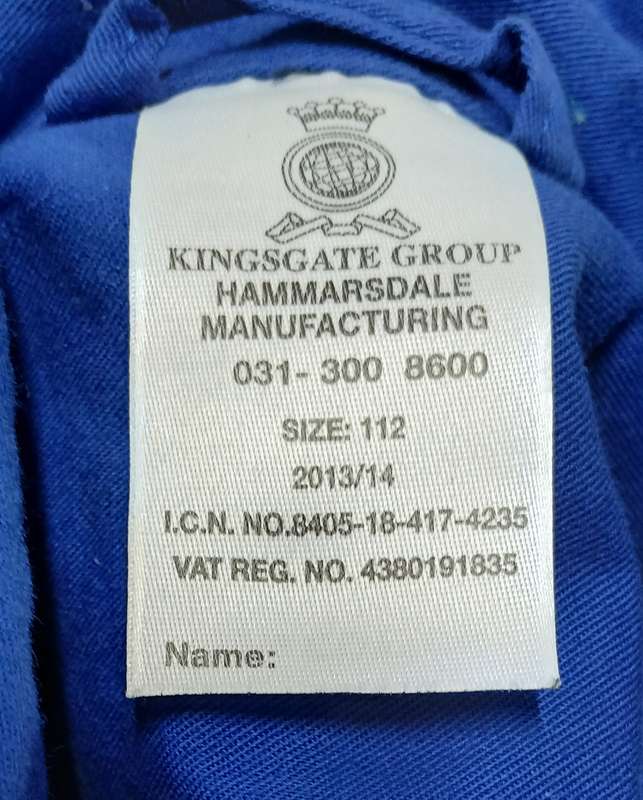 KINGSGATE GROUP
HAMMARSDALE
MANUFACTURING
031- 300 8600
SIZE: 112
2013/14
I.C.N. NO.8405-18-417-4235
VAT REG. NO. 4380191835
Name: